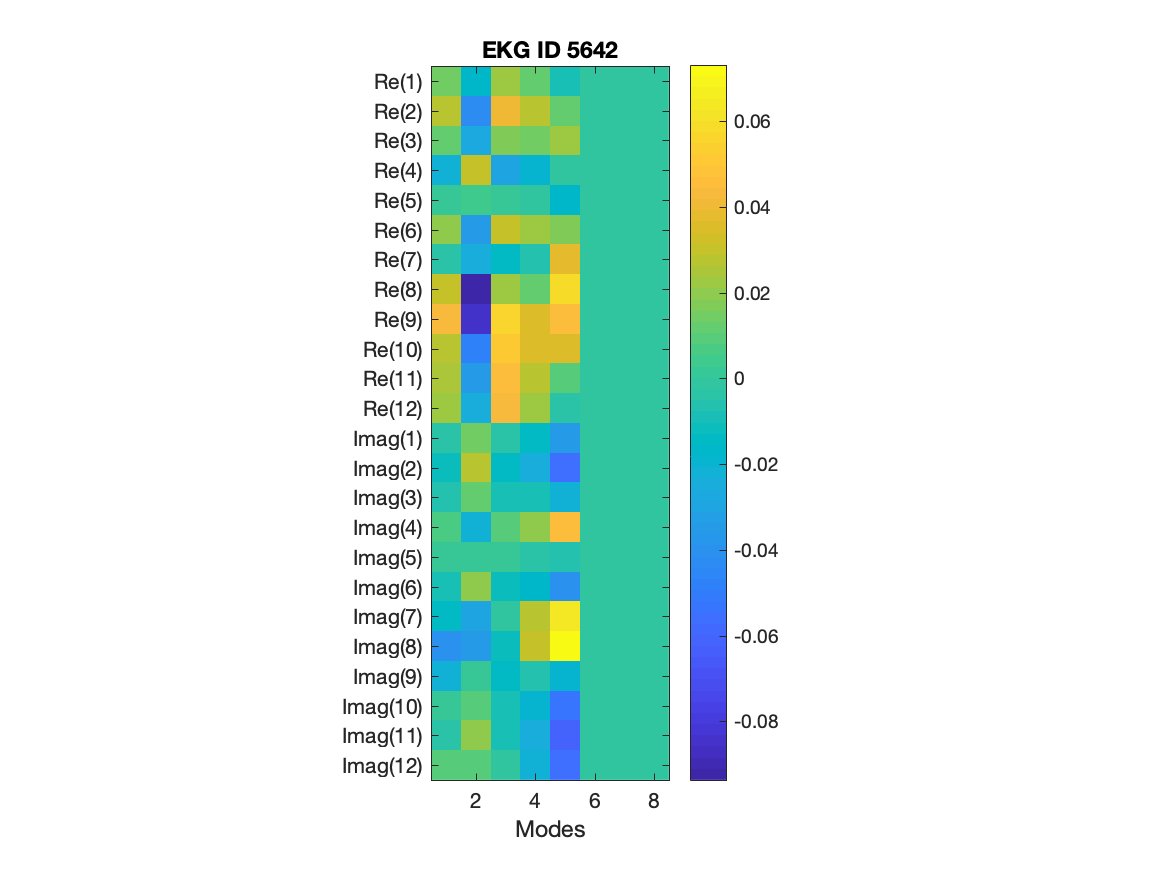 EKG ID 5642
Re(1)
Re(2)
Re(3)
Re(4)
Re(5)
Re(6)
Re(7)
Re(8)
Re(9)
Re(10)
Re(11)
Re(12)
Imag(1)
Imag(2)
Imag(3)
Imag(4)
Imag(5)
Imag(6)
Imag(7)
Imag(8)
Imag(9)
Imag(10)
Imag(11)
Imag(12)
2 4 6 8
Modes
0.06
0.04
0.02
0
-0.02
-0.04
-0.06
-0.08